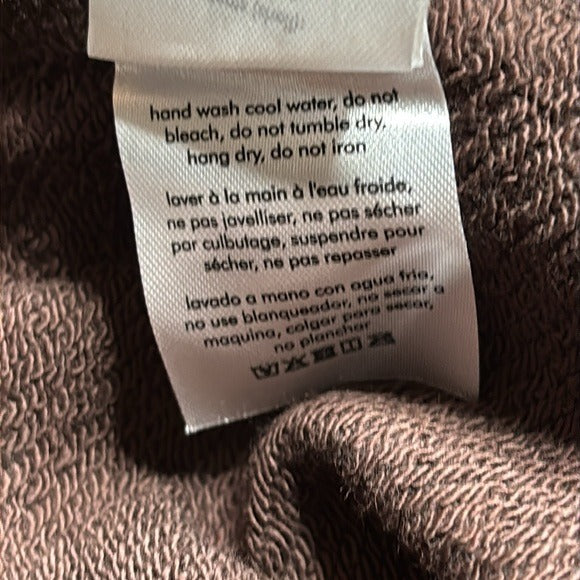 hand wash cool water, do not
bleach, do not tumble dry,
hang dry, do not iron
laver à la main à l'eau froide,
ne pas javelliser, ne pas sécher
par culbutage, suspendre pour
sécher, ne pas repasser
lavado a mano con agua fria,
no use blanqueador, no secar a
maquina, colgar para secar,
no planchar